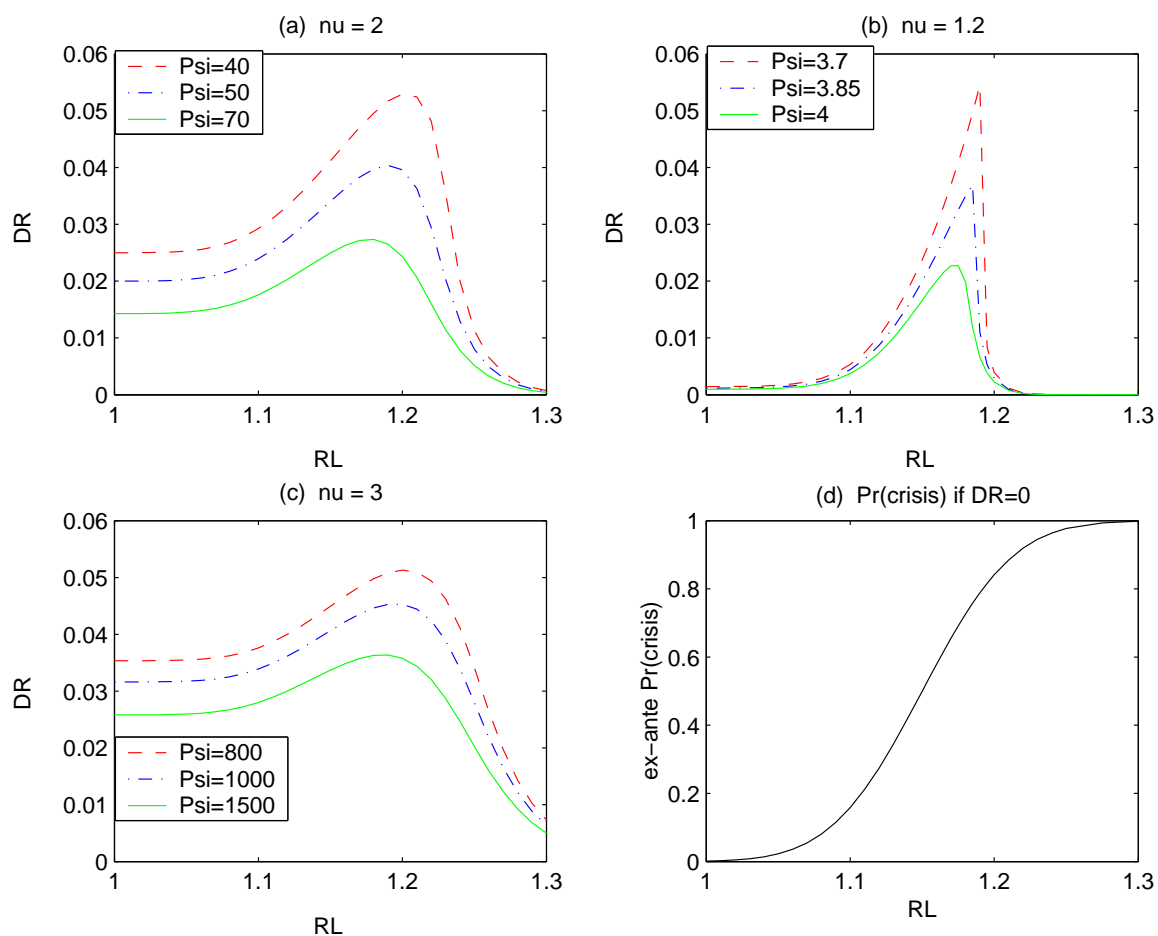 (a) nu = 2
0.06
0.05
0.04
0.03
0.02
0.01
0
DR
Psi=40
Psi=50
Psi=70
1
1.1
1.2
1.3
RL
(b) nu = 1.2
0.06
0.05
0.04
0.03
0.02
0.01
0
DR
Psi=3.7
Psi=3.85
Psi=4
1
1.1
1.2
1.3
RL
(c) nu = 3
0.06
0.05
0.04
0.03
0.02
0.01
0
DR
Psi=800
Psi=1000
Psi=1500
1
1.1
1.2
1.3
RL
(d) Pr(crisis) if DR=0
1
0.8
0.6
0.4
0.2
0
ex−ante Pr(crisis)
1
1.1
1.2
1.3
RL